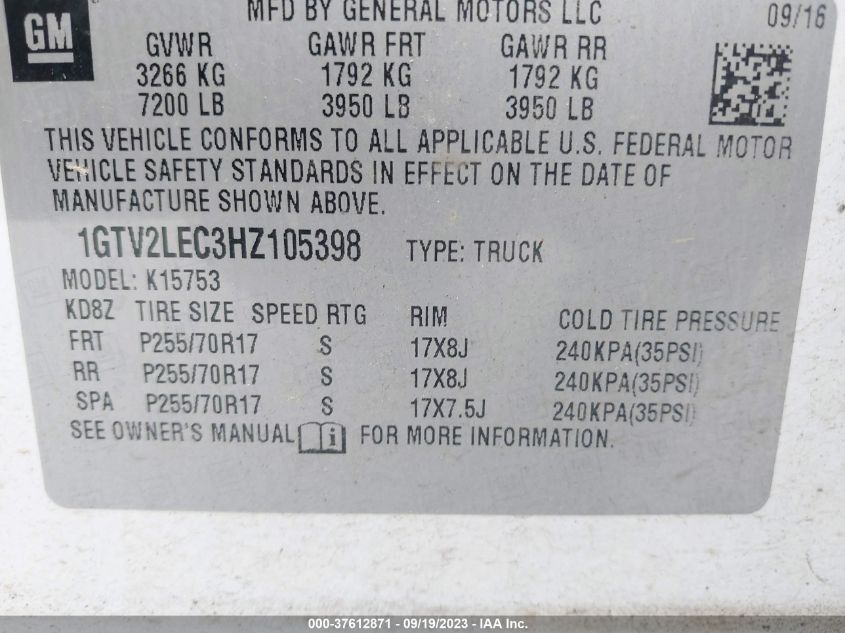 GM
MFD BY GENERAL MOTORS LLC 09/16
GVWR GAWR FRT GAWR RR
3266 KG 1792 KG 1792 KG
7200 LB 3950 LB 3950 LB
THIS VEHICLE CONFORMS TO ALL APPLICABLE U.S. FEDERAL MOTOR
VEHICLE SAFETY STANDARDS IN EFFECT ON THE DATE OF
MANUFACTURE SHOWN ABOVE.
1GTV2LEC3HZ105398 TYPE: TRUCK
MODEL: K15753
KD8Z TIRE SIZE SPEED RTG RIM COLD TIRE PRESSURE
FRT P255/70R17 S 17X8J 240KPA(35PSI)
RR P255/70R17 S 17X8J 240KPA(35PSI)
SPA P255/70R17 S 17X7.5J 240KPA(35PSI)
SEE OWNER'S MANUAL i FOR MORE INFORMATION.
000-37612871 - 09/19/2023 - IAA Inc.